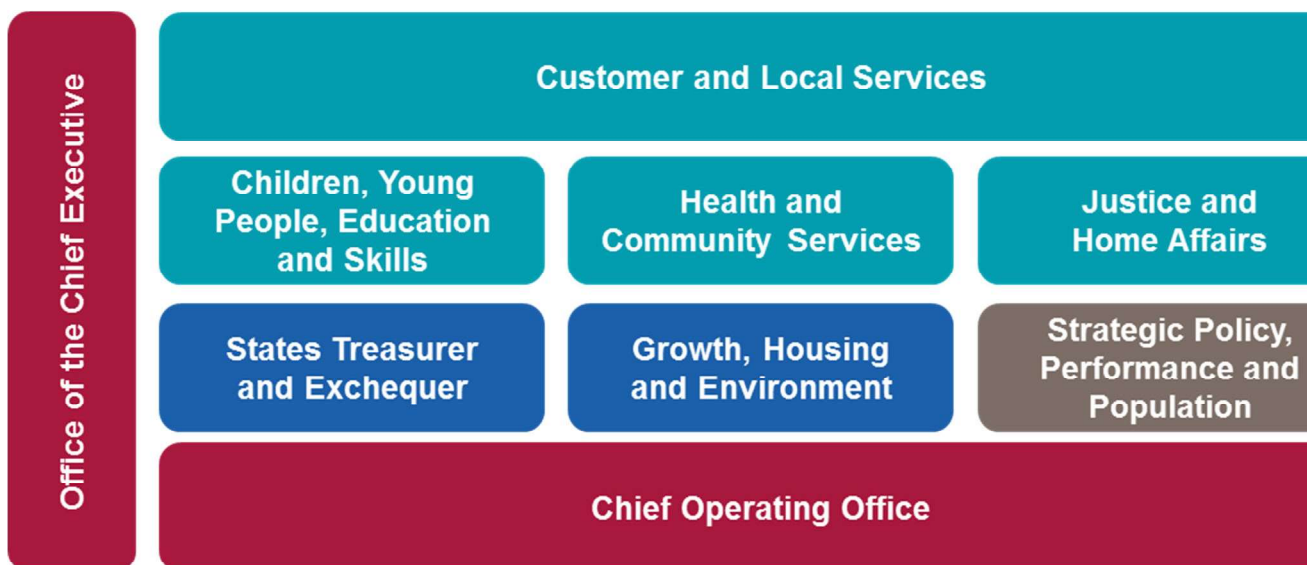 Office of the Chief Executive
Customer and Local Services
Children, Young
People, Education
and Skills
Health and
Community Services
Justice and
Home Affairs
States Treasurer
and Exchequer
Growth, Housing
and Environment
Strategic Policy,
Performance and
Population
Chief Operating Office